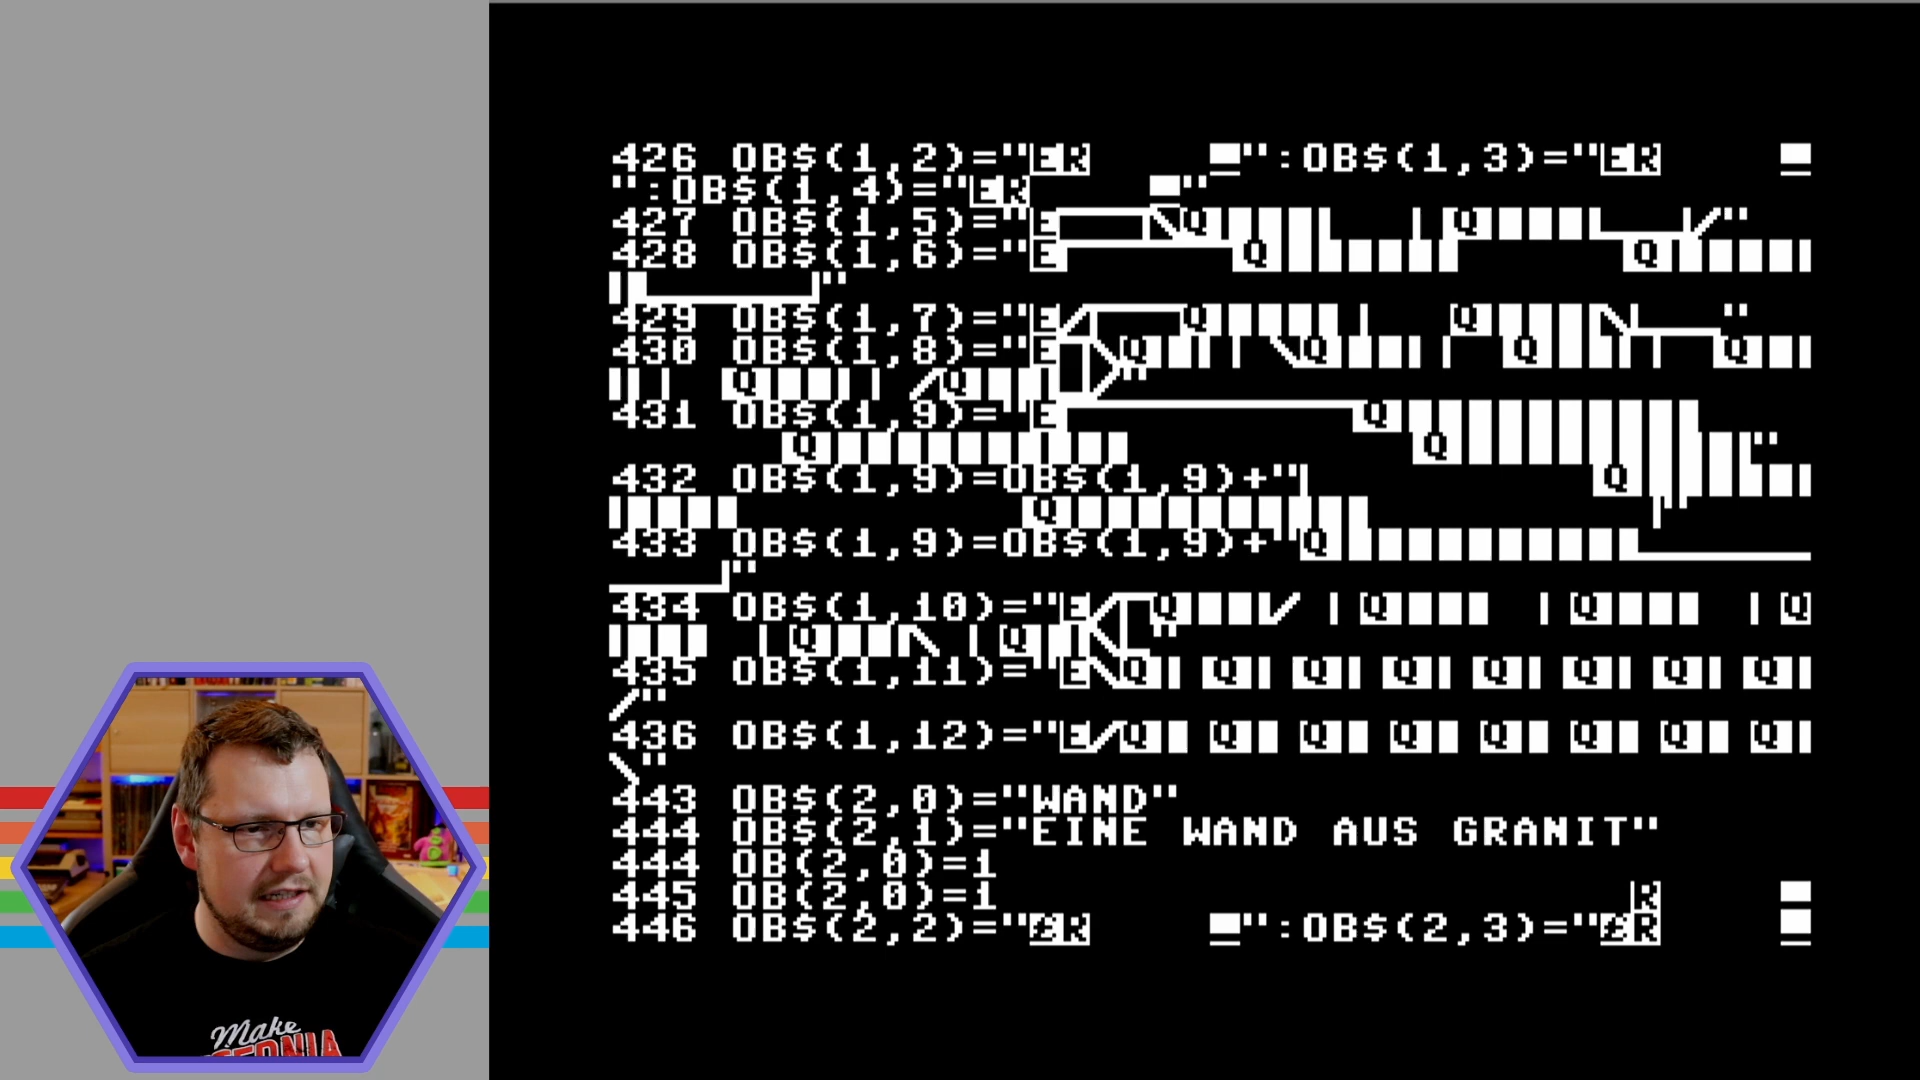 426 OB$(1,2)="ER ":OB$(1,3)="ER
":OB$(1,4)="ER "
427 OB$(1,5)="E Q Q "
428 OB$(1,6)="E Q Q
"
429 OB$(1,7)="E Q Q "
430 OB$(1,8)="E Q Q Q Q
Q Q "
431 OB$(1,9)="E Q
Q Q "
432 OB$(1,9)=OB$(1,9)+" Q
Q
433 OB$(1,9)=OB$(1,9)+"Q
"
434 OB$(1,10)="E Q Q Q Q
Q Q "
435 OB$(1,11)="E Q Q Q Q Q Q Q Q
"
436 OB$(1,12)="E Q Q Q Q Q Q Q Q
"
443 OB$(2,0)="WAND"
444 OB$(2,1)="EINE WAND AUS GRANIT"
444 OB(2,0)=1
445 OB(2,0)=1 R
446 OB$(2,2)="£R ":OB$(2,3)="£R
Make